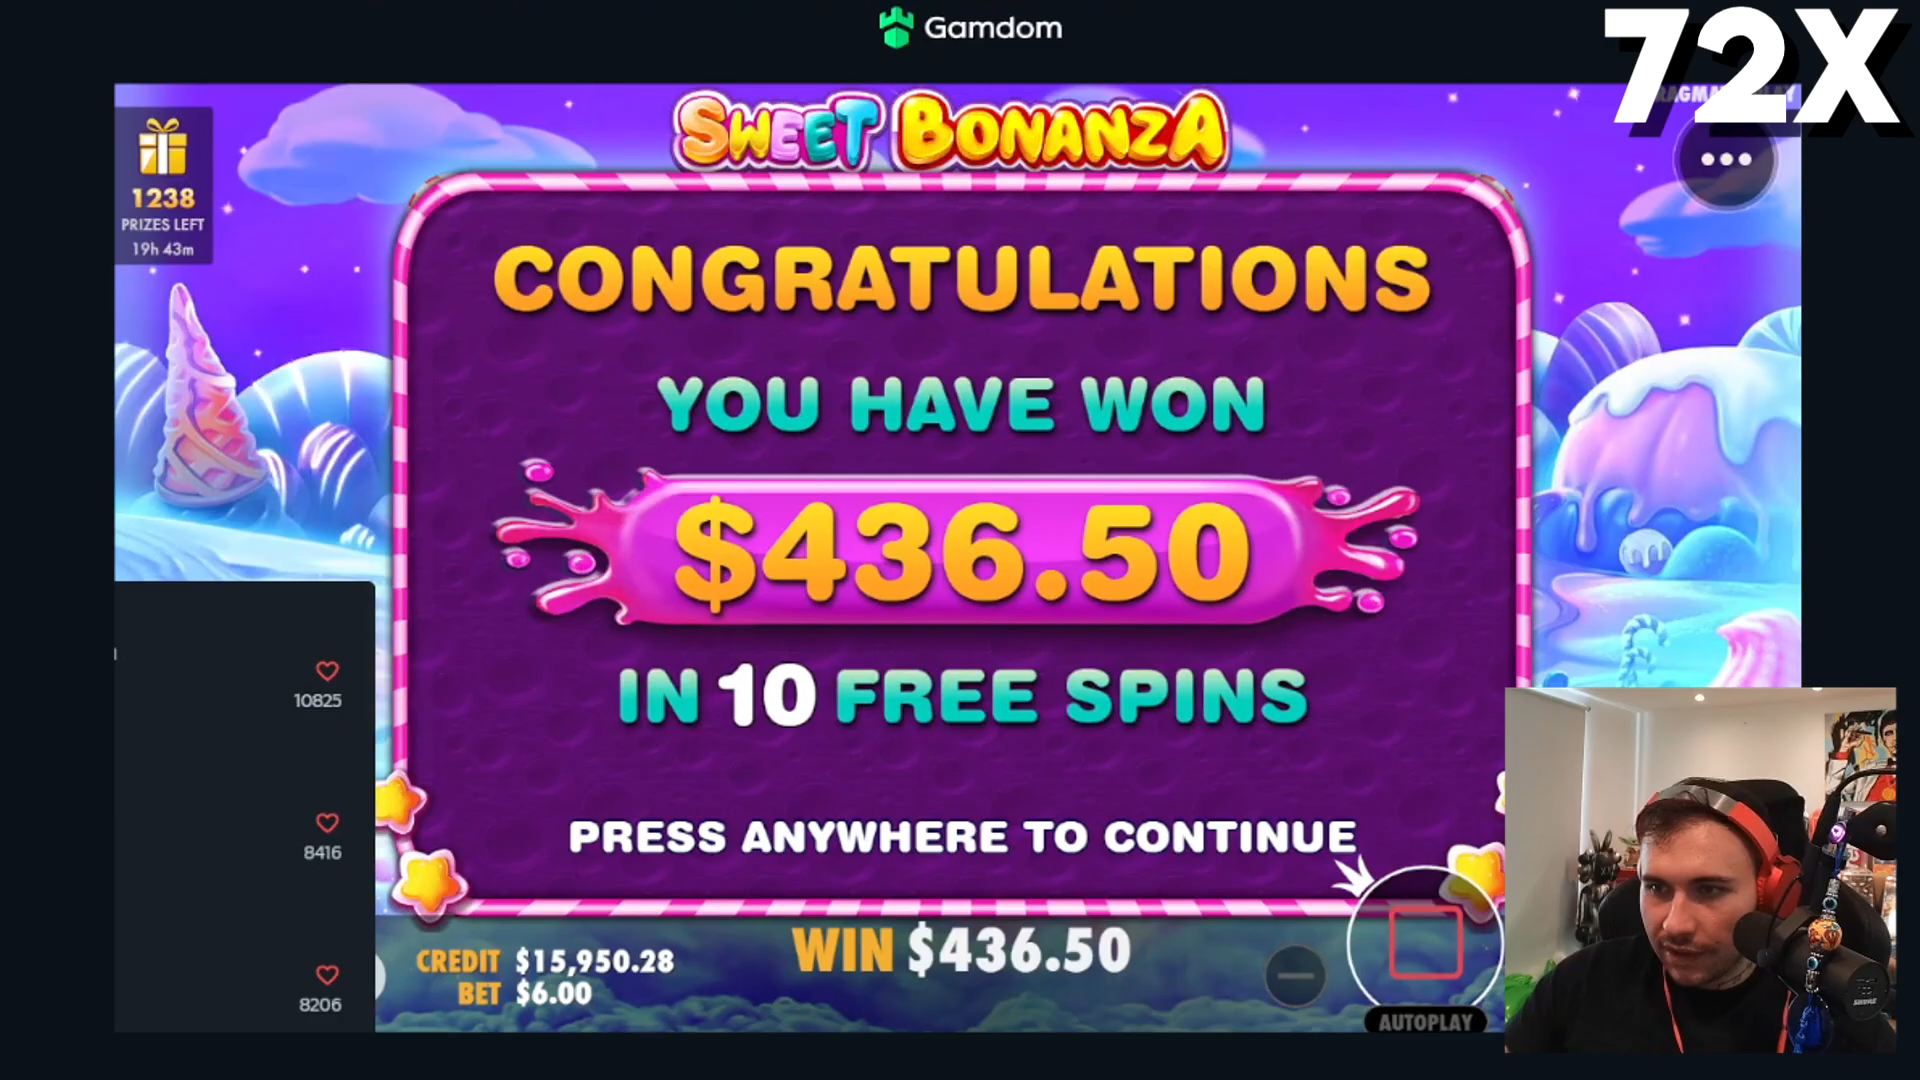 Gamdom
72X
SWEET BONANZA
1238
PRIZES LEFT
19h 43m
CONGRATULATIONS
YOU HAVE WON
$436.50
IN 10 FREE SPINS
PRESS ANYWHERE TO CONTINUE
10825
8416
8206
CREDIT $15,950.28
BET $6.00
WIN $436.50
AUTOPLAY
SHURE